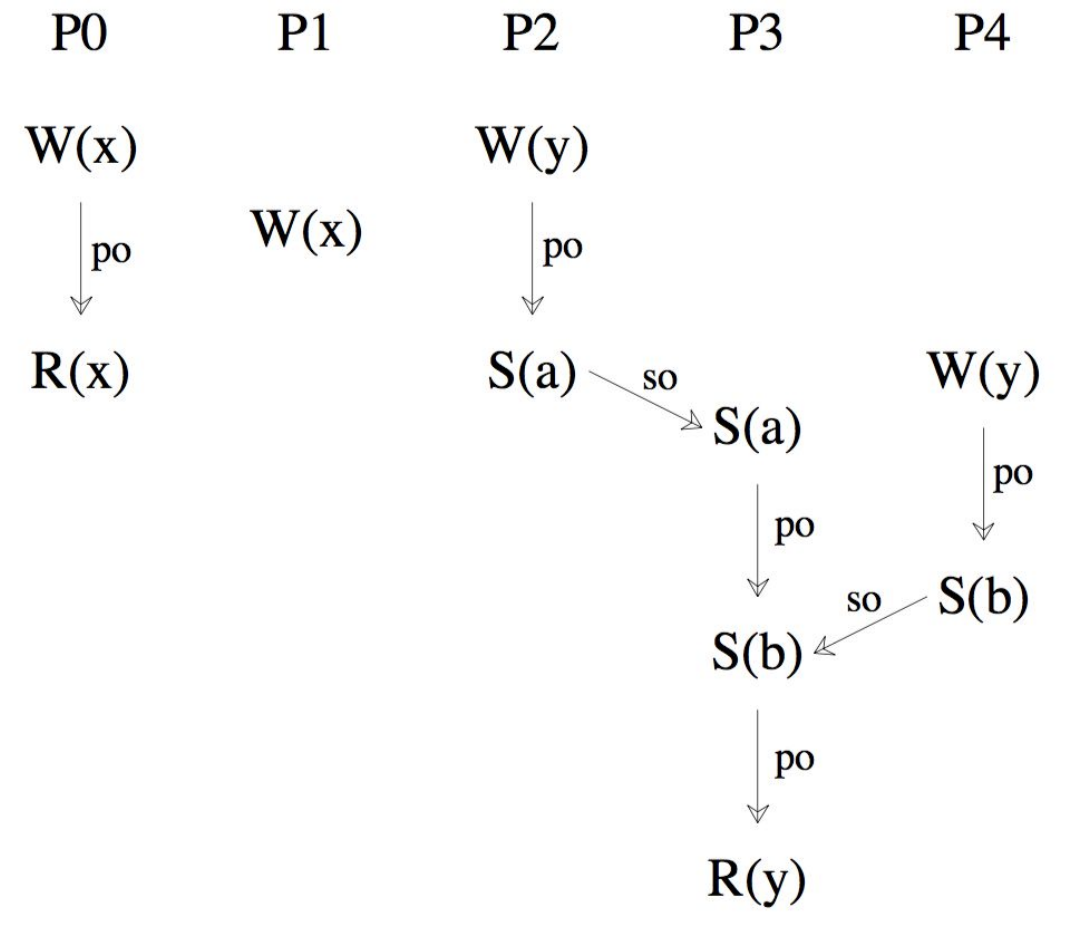 P0 P1 P2 P3 P4
W(x) W(y)
W(x)
po po
R(x) S(a) so W(y)
S(a)
po po
so S(b)
S(b)
po
R(y)